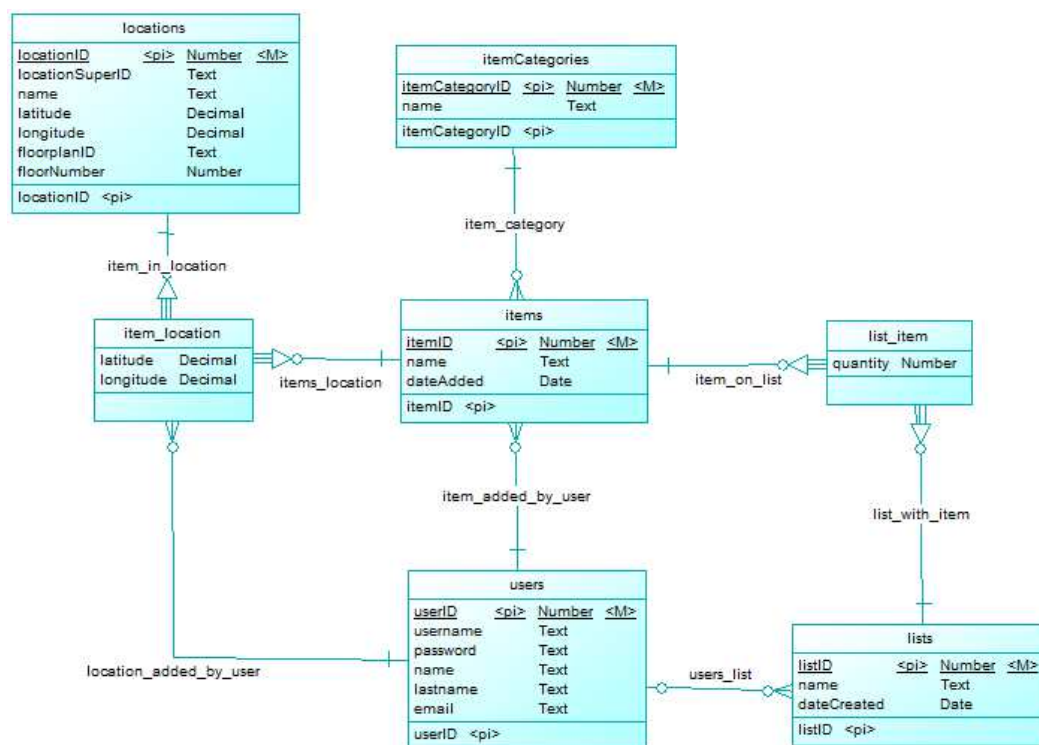 locations
locationID <pi> Number <M>
locationSuperID Text
name Text
latitude Decimal
longitude Decimal
floorplanID Text
floorNumber Number
locationID <pi>
itemCategories
itemCategoryID <pi> Number <M>
name Text
itemCategoryID <pi>
item_category
item_in_location
item_location
latitude Decimal
longitude Decimal
items_location
items
itemID <pi> Number <M>
name Text
dateAdded Date
itemID <pi>
item_on_list
list_item
quantity Number
item_added_by_user
list_with_item
location_added_by_user
users
userID <pi> Number <M>
username Text
password Text
name Text
lastname Text
email Text
userID <pi>
users_list
lists
listID <pi> Number <M>
name Text
dateCreated Date
listID <pi>